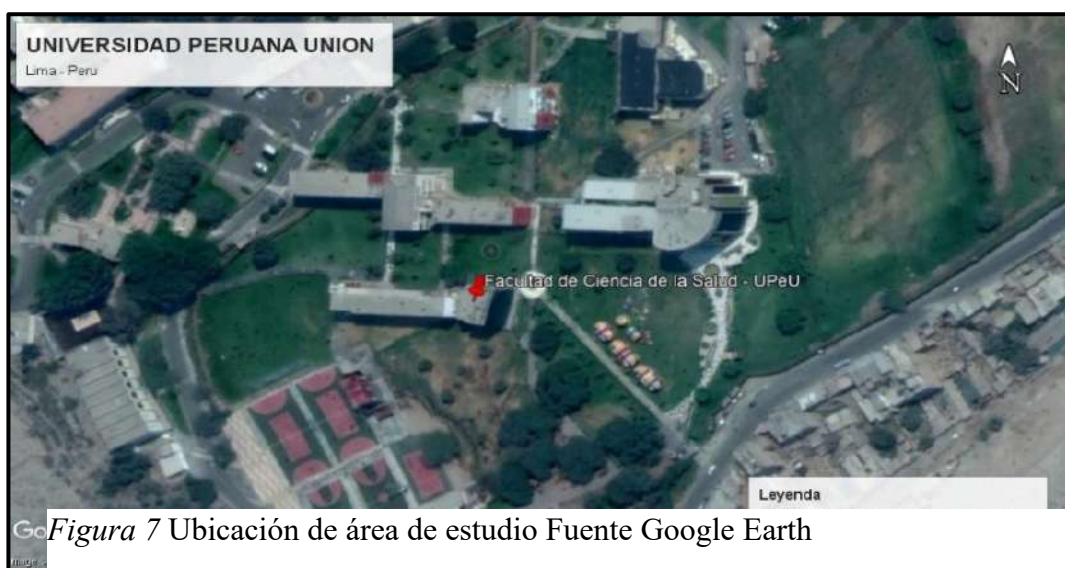 UNIVERSIDAD PERUANA UNION
Lima - Peru
N
Facultad de Ciencia de la Salud - UPeU
Leyenda
Go
Figura 7 Ubicación de área de estudio Fuente Google Earth